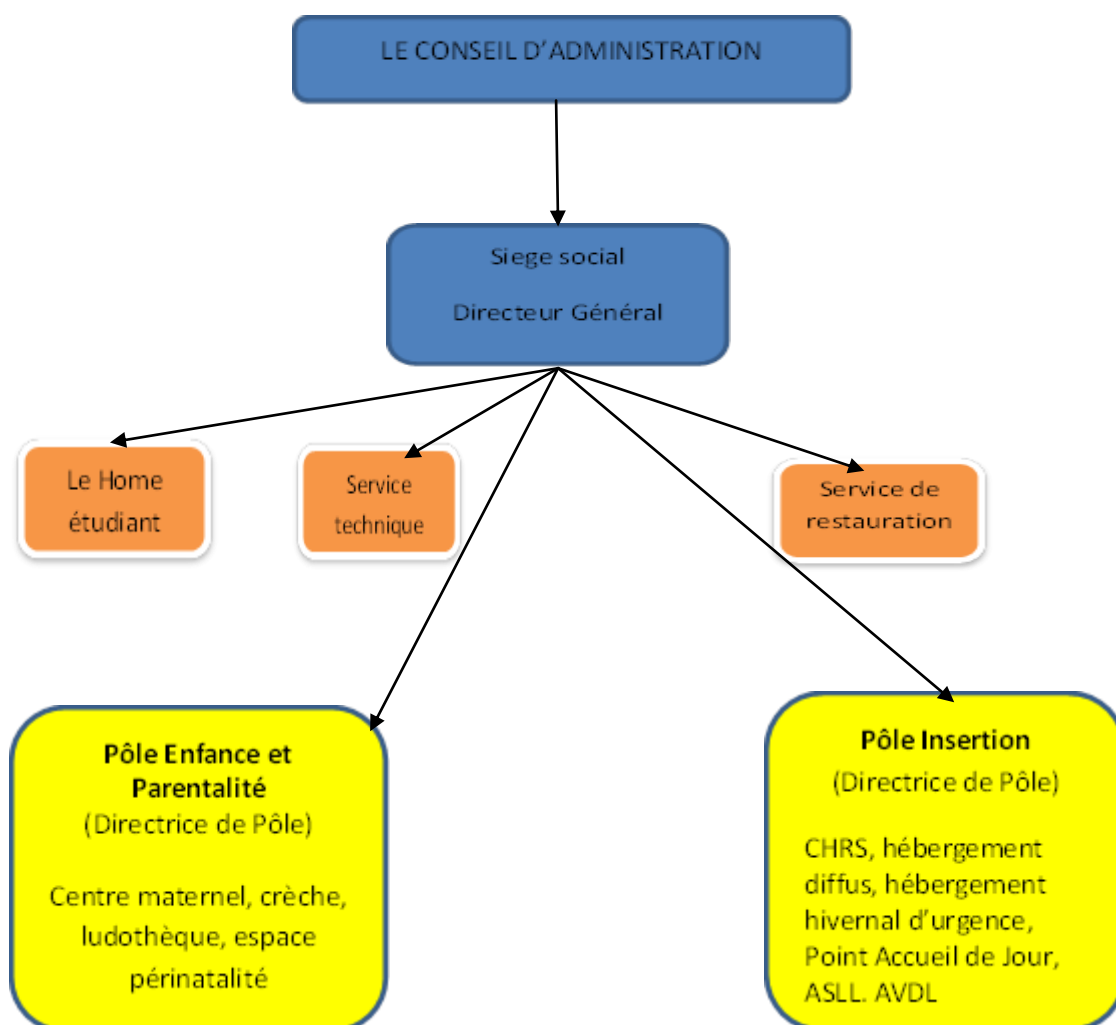 LE CONSEIL D'ADMINISTRATION
Siege social
Directeur Général
Le Home
étudiant
Service
technique
Service de
restauration
Pôle Enfance et
Parentalité
(Directrice de Pôle)
Centre maternel, crèche,
ludothèque, espace
périnatalité
Pôle Insertion
(Directrice de Pôle)
CHRS, hébergement
diffus, hébergement
hivernal d'urgence,
Point Accueil de Jour,
ASLL. AVDL